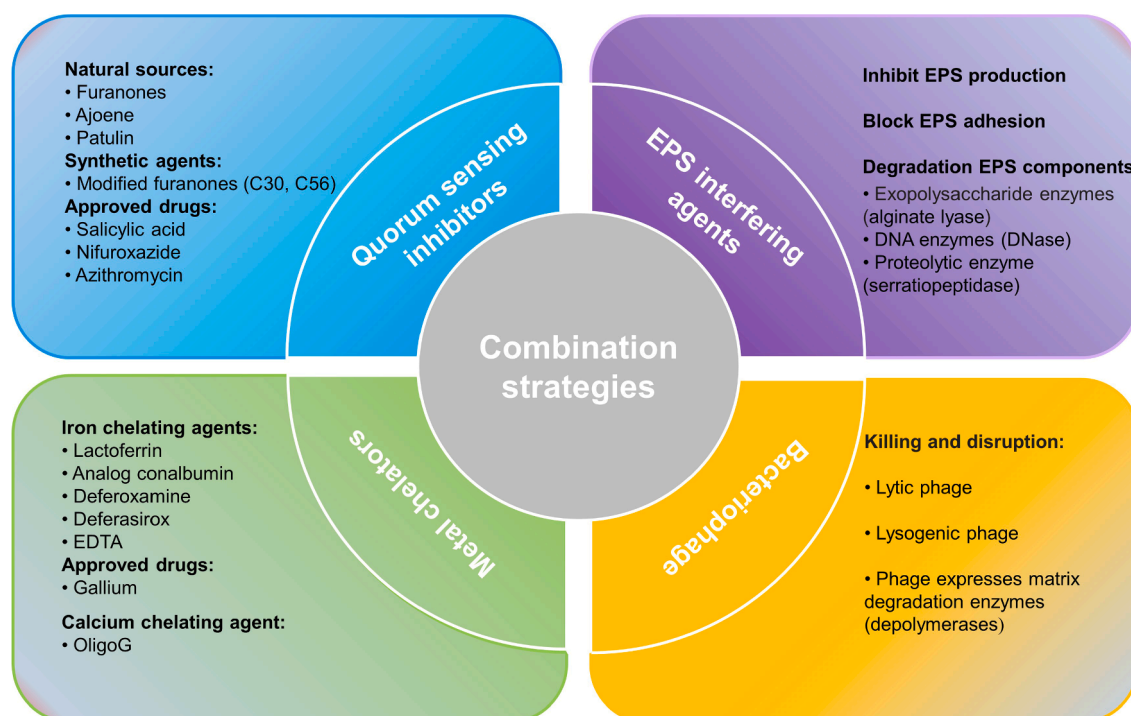 Natural sources:
• Furanones
• Ajoene
• Patulin
Synthetic agents:
• Modified furanones (C30, C56)
Approved drugs:
• Salicylic acid
• Nifuroxazide
• Azithromycin
Quorum sensing
inhibitors
EPS interfering
agents
Inhibit EPS production
Block EPS adhesion
Degradation EPS components
• Exopolysaccharide enzymes
(alginate lyase)
• DNA enzymes (DNase)
• Proteolytic enzyme
(serratiopeptidase)
Combination
strategies
Iron chelating agents:
• Lactoferrin
• Analog conalbumin
• Deferoxamine
• Deferasirox
• EDTA
Approved drugs:
• Gallium
Calcium chelating agent:
• OligoG
Metal chelators
Bacteriophage
Killing and disruption:
• Lytic phage
• Lysogenic phage
• Phage expresses matrix
degradation enzymes
(depolymerases)